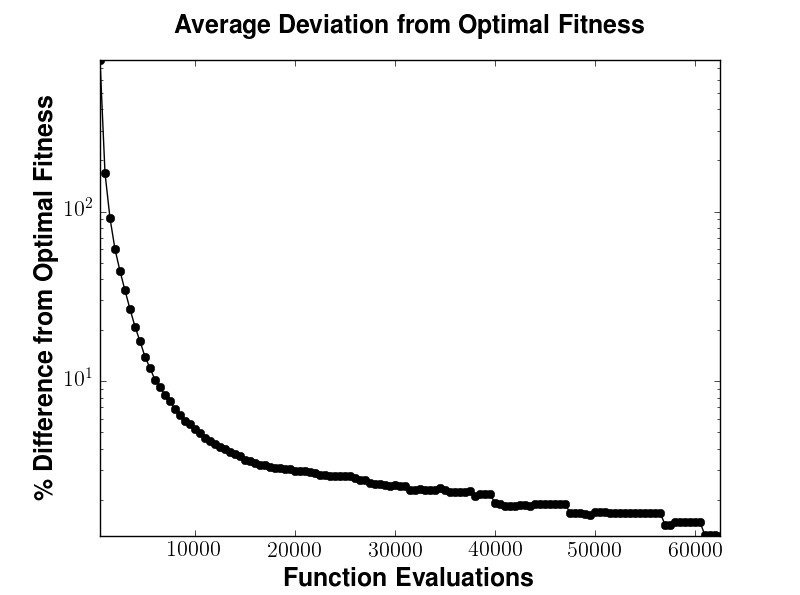 Average Deviation from Optimal Fitness
% Difference from Optimal Fitness
10²
10¹
10000 20000 30000 40000 50000 60000
Function Evaluations